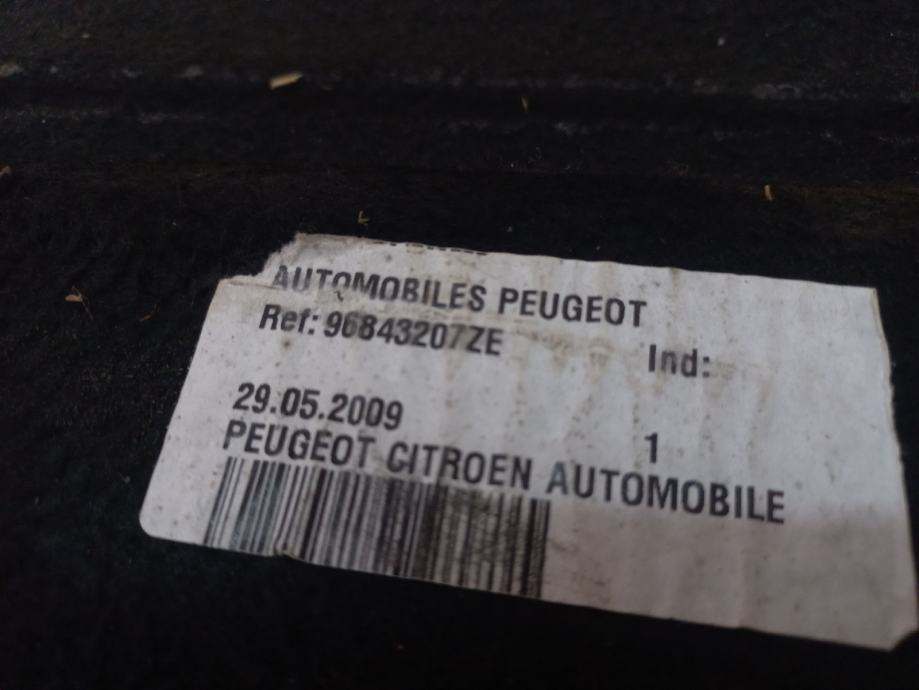 AUTOMOBILES PEUGEOT
Ref: 96843207ZE
Ind:
29.05.2009
1
PEUGEOT CITROEN AUTOMOBILE